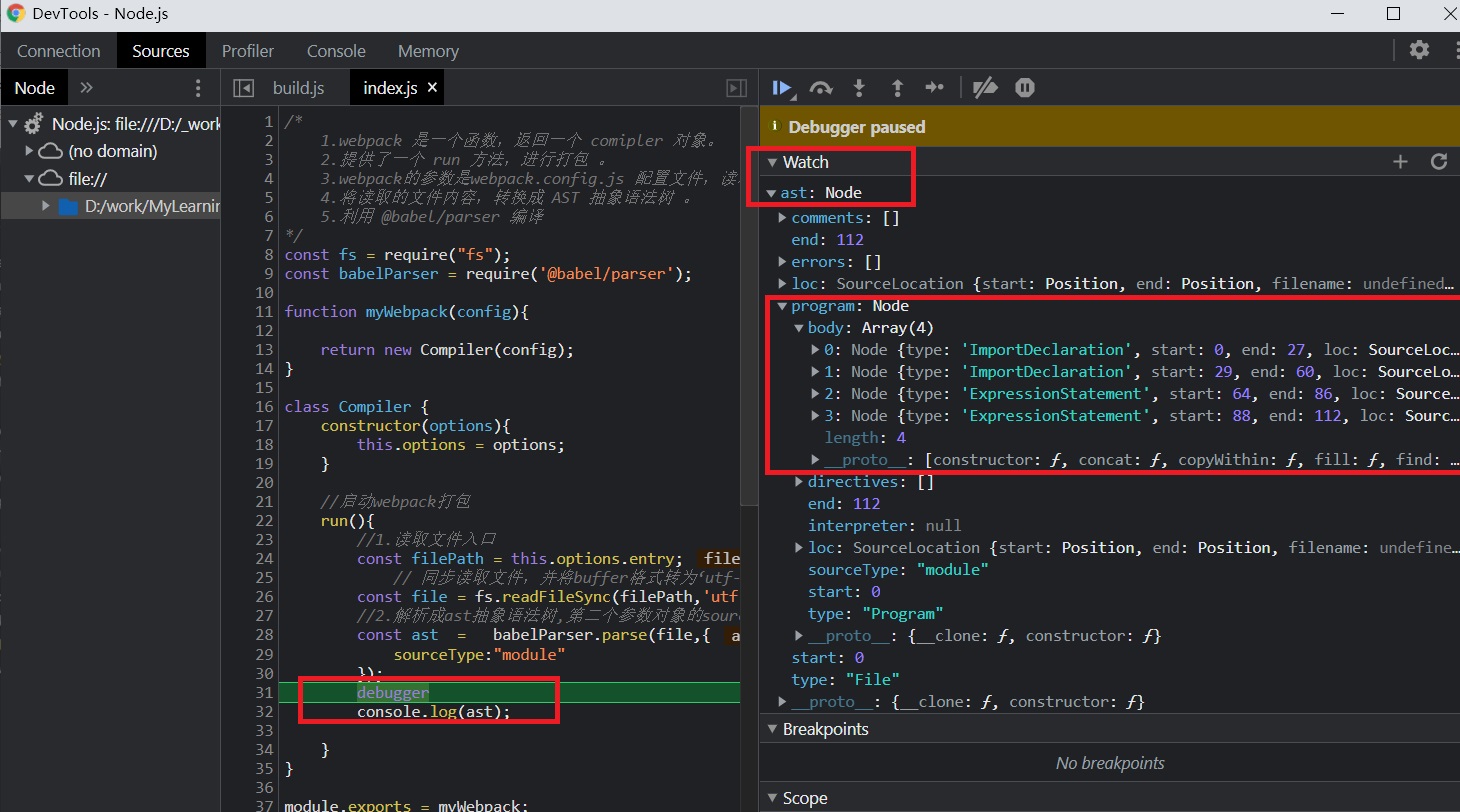 DevTools - Node.js
Connection Sources Profiler Console Memory
Node
build.js index.js ×
Node.js: file:///D:/_work
(no domain)
file://
D:/work/MyLearnin
1 /*
2 1.webpack 是一个函数，返回一个 comipler 对象。
3 2.提供了一个 run 方法，进行打包 。
4 3.webpack的参数是webpack.config.js 配置文件，读
5 4.将读取的文件内容，转换成 AST 抽象语法树 。
6 5.利用 @babel/parser 编译
7 */
8 const fs = require("fs");
9 const babelParser = require('@babel/parser');
10
11 function myWebpack(config){
12
13 return new Compiler(config);
14 }
15
16 class Compiler {
17 constructor(options){
18 this.options = options;
19 }
20
21 //启动webpack打包
22 run(){
23 //1.读取文件入口
24 const filePath = this.options.entry; file
25 // 同步读取文件，并将buffer格式转为‘utf-
26 const file = fs.readFileSync(filePath,'utf
27 //2.解析成ast抽象语法树,第二个参数对象的sour
28 const ast = babelParser.parse(file,{ a
29 sourceType:"module"
30 });
31 debugger
32 console.log(ast);
33
34 }
35 }
36
37 module.exports = myWebpack;
Debugger paused
Watch
ast: Node
comments: []
end: 112
errors: []
loc: SourceLocation {start: Position, end: Position, filename: undefined…
program: Node
body: Array(4)
0: Node {type: 'ImportDeclaration', start: 0, end: 27, loc: SourceLoc…
1: Node {type: 'ImportDeclaration', start: 29, end: 60, loc: SourceLo…
2: Node {type: 'ExpressionStatement', start: 64, end: 86, loc: Source…
3: Node {type: 'ExpressionStatement', start: 88, end: 112, loc: Sourc…
length: 4
__proto__: [constructor: ƒ, concat: ƒ, copyWithin: ƒ, fill: ƒ, find: …
directives: []
end: 112
interpreter: null
loc: SourceLocation {start: Position, end: Position, filename: undefine…
sourceType: "module"
start: 0
type: "Program"
__proto__: {__clone: ƒ, constructor: ƒ}
start: 0
type: "File"
__proto__: {__clone: ƒ, constructor: ƒ}
Breakpoints
No breakpoints
Scope